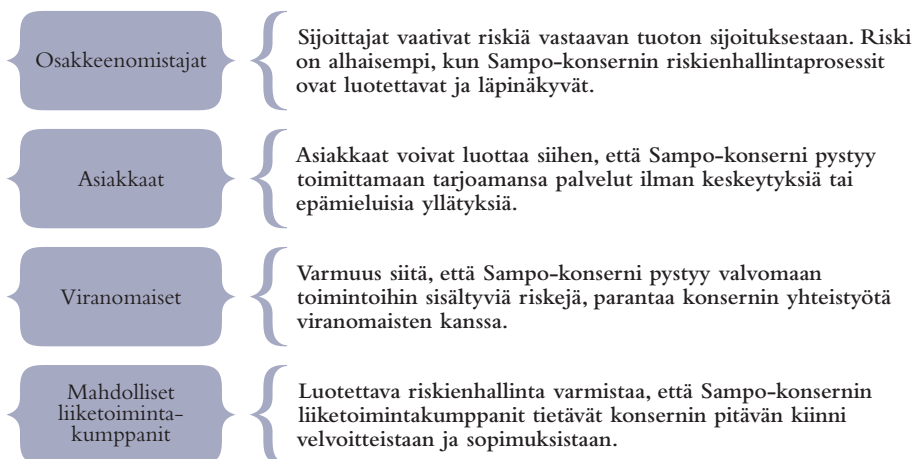 Osakkeenomistajat
Sijoittajat vaativat riskiä vastaavan tuoton sijoituksestaan. Riski
on alhaisempi, kun Sampo-konsernin riskienhallintaprosessit
ovat luotettavat ja läpinäkyvät.
Asiakkaat
Asiakkaat voivat luottaa siihen, että Sampo-konserni pystyy
toimittamaan tarjoamansa palvelut ilman keskeytyksiä tai
epämieluisia yllätyksiä.
Viranomaiset
Varmuus siitä, että Sampo-konserni pystyy valvomaan
toimintoihin sisältyviä riskejä, parantaa konsernin yhteistyötä
viranomaisten kanssa.
Mahdolliset
liiketoiminta-
kumppanit
Luotettava riskienhallinta varmistaa, että Sampo-konsernin
liiketoimintakumppanit tietävät konsernin pitävän kiinni
velvoitteistaan ja sopimuksistaan.